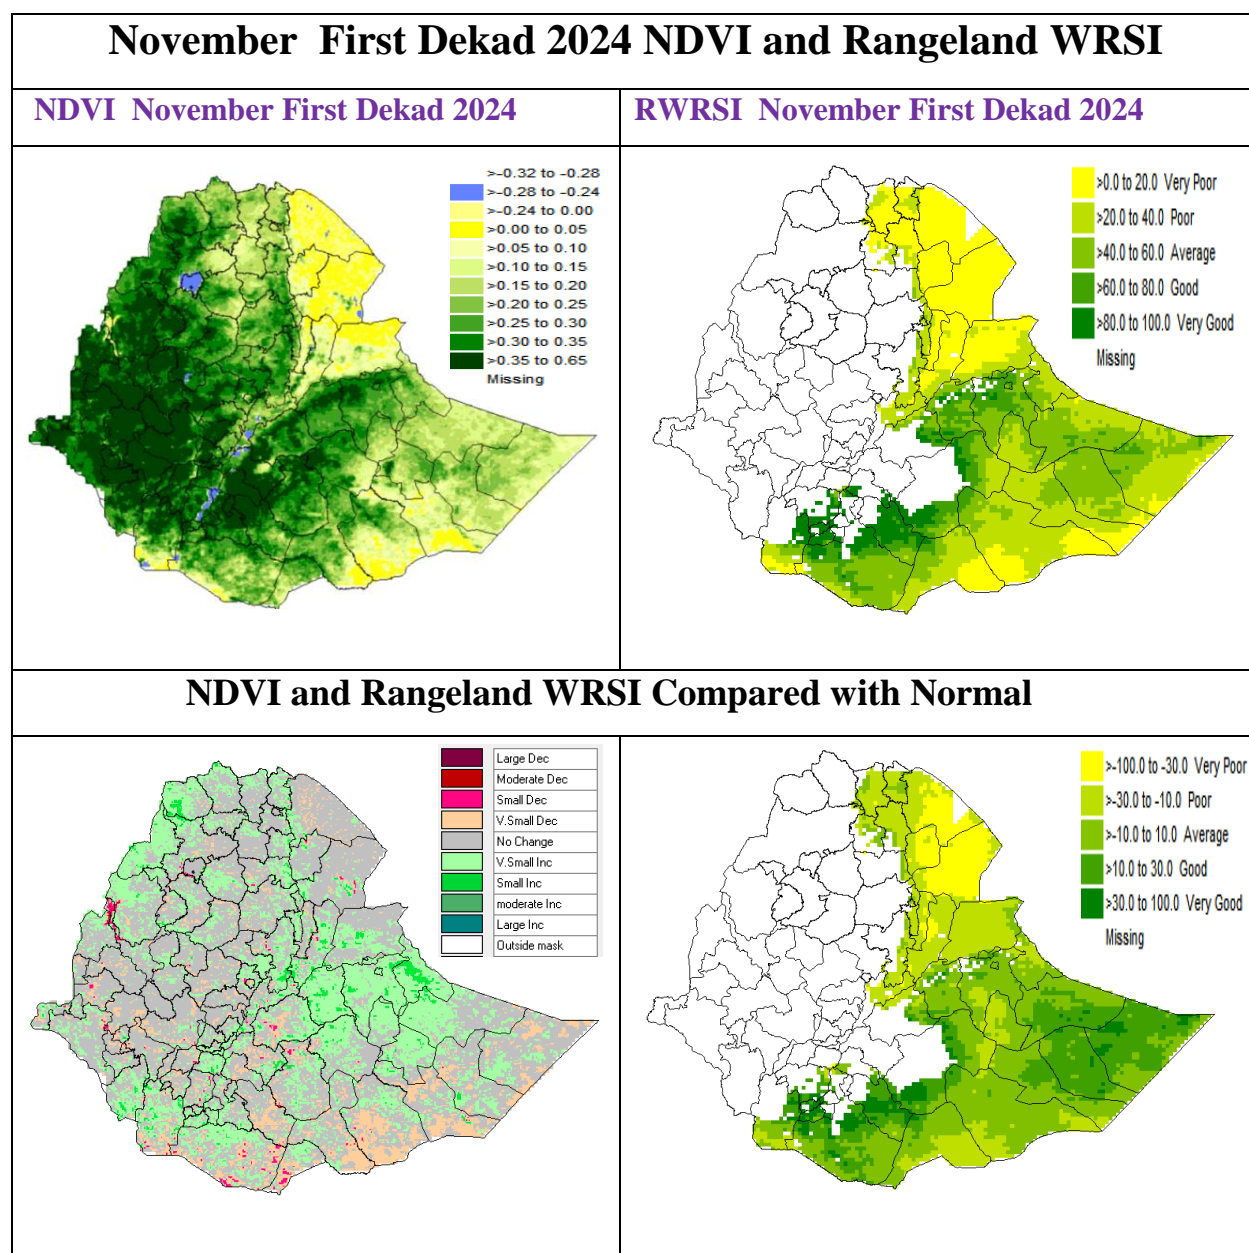 November First Dekad 2024 NDVI and Rangeland WRSI
NDVI November First Dekad 2024
RWRSI November First Dekad 2024
>-0.32 to -0.28
>-0.28 to -0.24
>-0.24 to 0.00
>0.00 to 0.05
>0.05 to 0.10
>0.10 to 0.15
>0.15 to 0.20
>0.20 to 0.25
>0.25 to 0.30
>0.30 to 0.35
>0.35 to 0.65
Missing
>0.0 to 20.0 Very Poor
>20.0 to 40.0 Poor
>40.0 to 60.0 Average
>60.0 to 80.0 Good
>80.0 to 100.0 Very Good
Missing
NDVI and Rangeland WRSI Compared with Normal
Large Dec
Moderate Dec
Small Dec
V.Small Dec
No Change
V.Small Inc
Small Inc
moderate Inc
Large Inc
Outside mask
>-100.0 to -30.0 Very Poor
>-30.0 to -10.0 Poor
>-10.0 to 10.0 Average
>10.0 to 30.0 Good
>30.0 to 100.0 Very Good
Missing